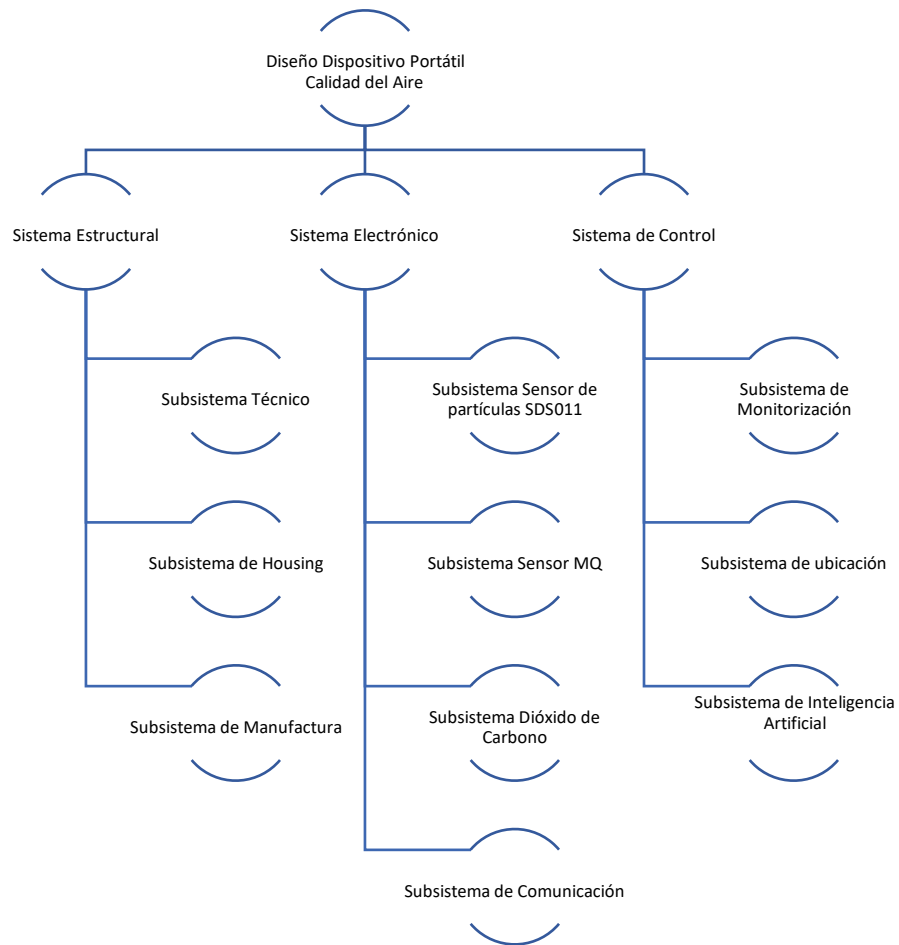 Diseño Dispositivo Portátil
Calidad del Aire
Sistema Estructural
Sistema Electrónico
Sistema de Control
Subsistema Técnico
Subsistema Sensor de
partículas SDS011
Subsistema de
Monitorización
Subsistema de Housing
Subsistema Sensor MQ
Subsistema de ubicación
Subsistema de Manufactura
Subsistema Dióxido de
Carbono
Subsistema de Inteligencia
Artificial
Subsistema de Comunicación